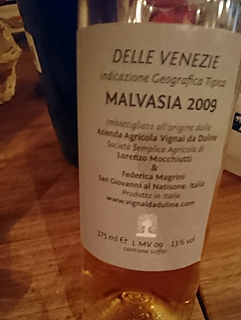 DELLE VENEZIE
Indicazione Geografica Tipica
MALVASIA 2009
Imbottigliato all'origine dalla
Azienda Agricola Vignai da Duline
Società Semplice Agricola di
Lorenzo Mocchiutti
&
Federica Magrini
San Giovanni al Natisone, Italia
Prodotto in Italia
www.vignaidaduline.com
375 ml e L MV 09 13% vol
contiene solfiti